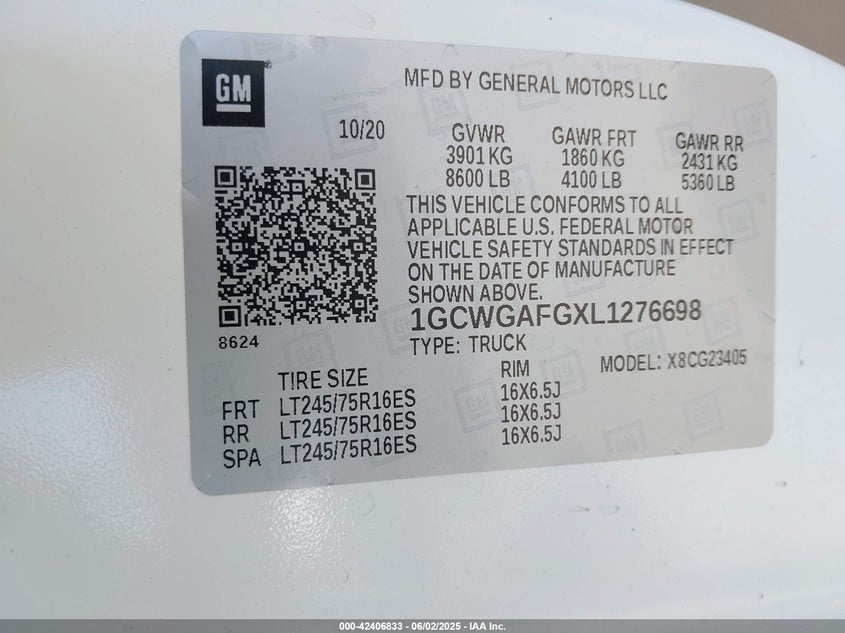 GM
MFD BY GENERAL MOTORS LLC
10/20 GVWR GAWR FRT GAWR RR
3901 KG 1860 KG 2431 KG
8600 LB 4100 LB 5360 LB
THIS VEHICLE CONFORMS TO ALL
APPLICABLE U.S. FEDERAL MOTOR
VEHICLE SAFETY STANDARDS IN EFFECT
ON THE DATE OF MANUFACTURE
SHOWN ABOVE.
1GCWGAFGXL1276698
8624
TYPE: TRUCK MODEL: X8CG23405
TIRE SIZE RIM
FRT LT245/75R16ES 16X6.5J
RR LT245/75R16ES 16X6.5J
SPA LT245/75R16ES 16X6.5J
000-42406833 - 06/02/2025 - IAA Inc.